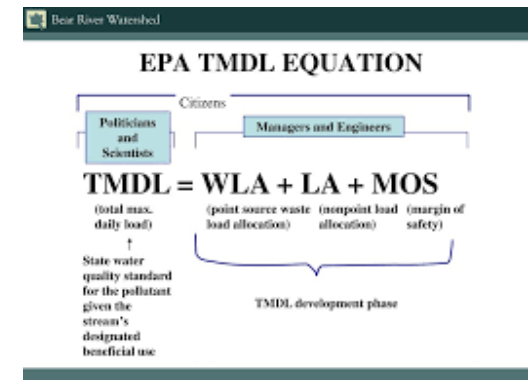 Bear River Watershed
EPA TMDL EQUATION
Citizens
Politicians
and
Scientists
Managers and Engineers
TMDL = WLA + LA + MOS
(total max.
daily load)
(point source waste
load allocation)
(nonpoint load
allocation)
(margin of
safety)
State water
quality standard
for the pollutant
given the
stream's
designated
beneficial use
TMDL development phase